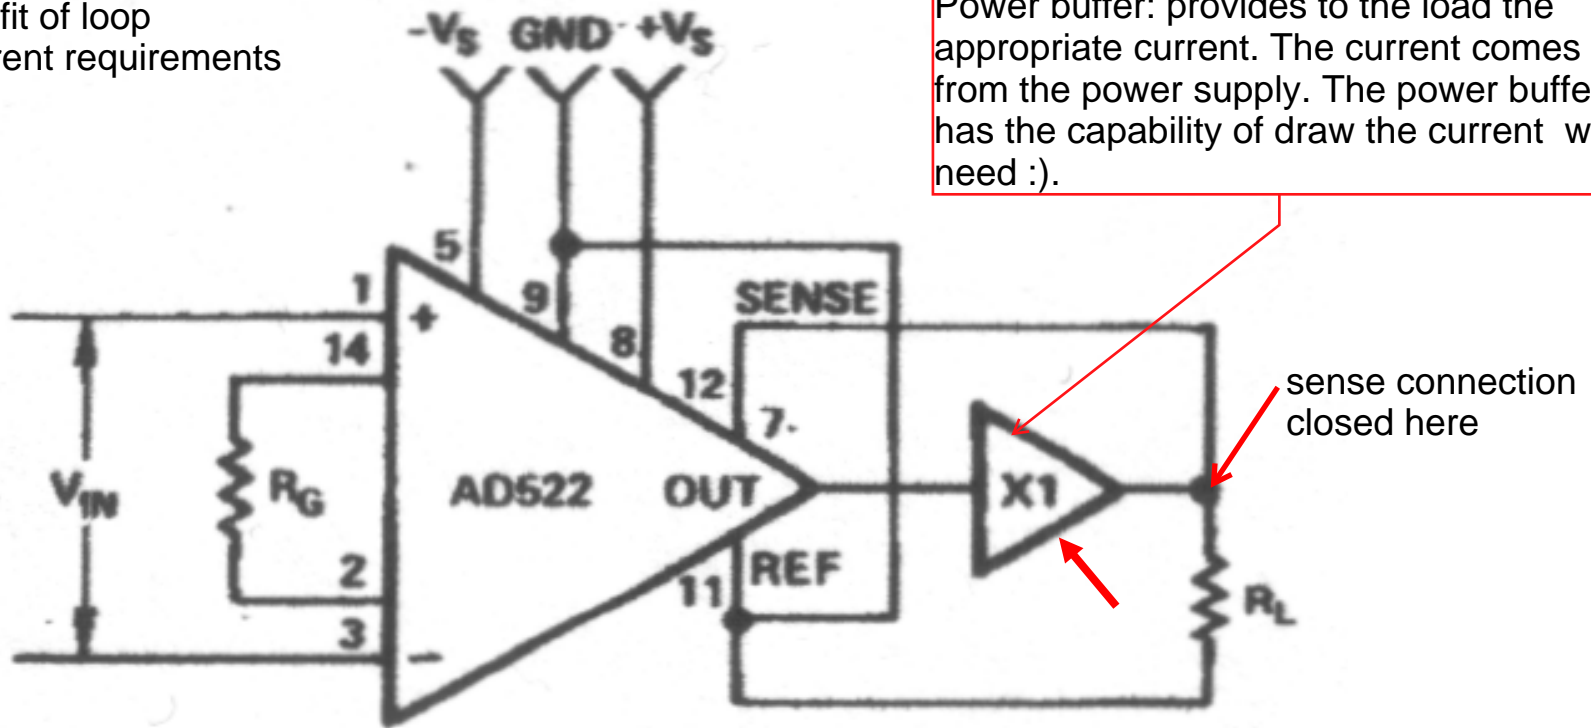 fit of loop
rent requirements
-VS GND +VS
Power buffer: provides to the load the
appropriate current. The current comes
from the power supply. The power buffe
has the capability of draw the current w
need :).
5
1
9
SENSE
+
14
8
12
sense connection
closed here
7
VIN
RG
AD522
OUT
X1
2
REF
11
RL
3
-